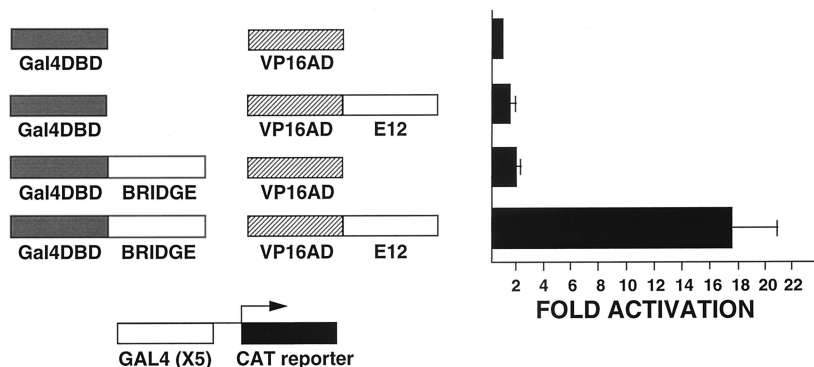 Gal4DBD VP16AD
Gal4DBD VP16AD E12
Gal4DBD BRIDGE VP16AD
Gal4DBD BRIDGE VP16AD E12
2 4 6 8 10 12 14 16 18 20 22
FOLD ACTIVATION
GAL4 (X5) CAT reporter